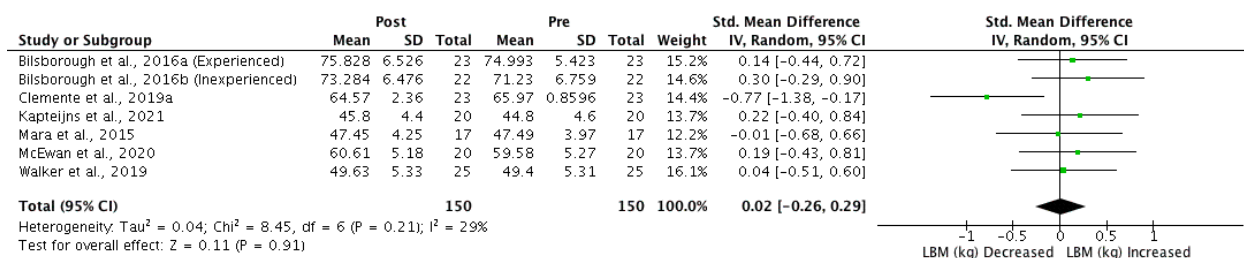 Post Pre Std. Mean Difference Std. Mean Difference
Study or Subgroup Mean SD Total Mean SD Total Weight IV, Random, 95% CI IV, Random, 95% CI
Bilsborough et al., 2016a (Experienced) 75.828 6.526 23 74.993 5.423 23 15.2% 0.14 [-0.44, 0.72]
Bilsborough et al., 2016b (Inexperienced) 73.284 6.476 22 71.23 6.759 22 14.6% 0.30 [-0.29, 0.90]
Clemente et al., 2019a 64.57 2.36 23 65.97 0.8596 23 14.4% -0.77 [-1.38, -0.17]
Kapteijns et al., 2021 45.8 4.4 20 44.8 4.6 20 13.7% 0.22 [-0.40, 0.84]
Mara et al., 2015 47.45 4.25 17 47.49 3.97 17 12.2% -0.01 [-0.68, 0.66]
McEwan et al., 2020 60.61 5.18 20 59.58 5.27 20 13.7% 0.19 [-0.43, 0.81]
Walker et al., 2019 49.63 5.33 25 49.4 5.31 25 16.1% 0.04 [-0.51, 0.60]
Total (95% CI) 150 150 100.0% 0.02 [-0.26, 0.29]
Heterogeneity: Tau² = 0.04; Chi² = 8.45, df = 6 (P = 0.21); I² = 29%
Test for overall effect: Z = 0.11 (P = 0.91)
-1 -0.5 0 0.5 1
LBM (kg) Decreased LBM (kg) Increased